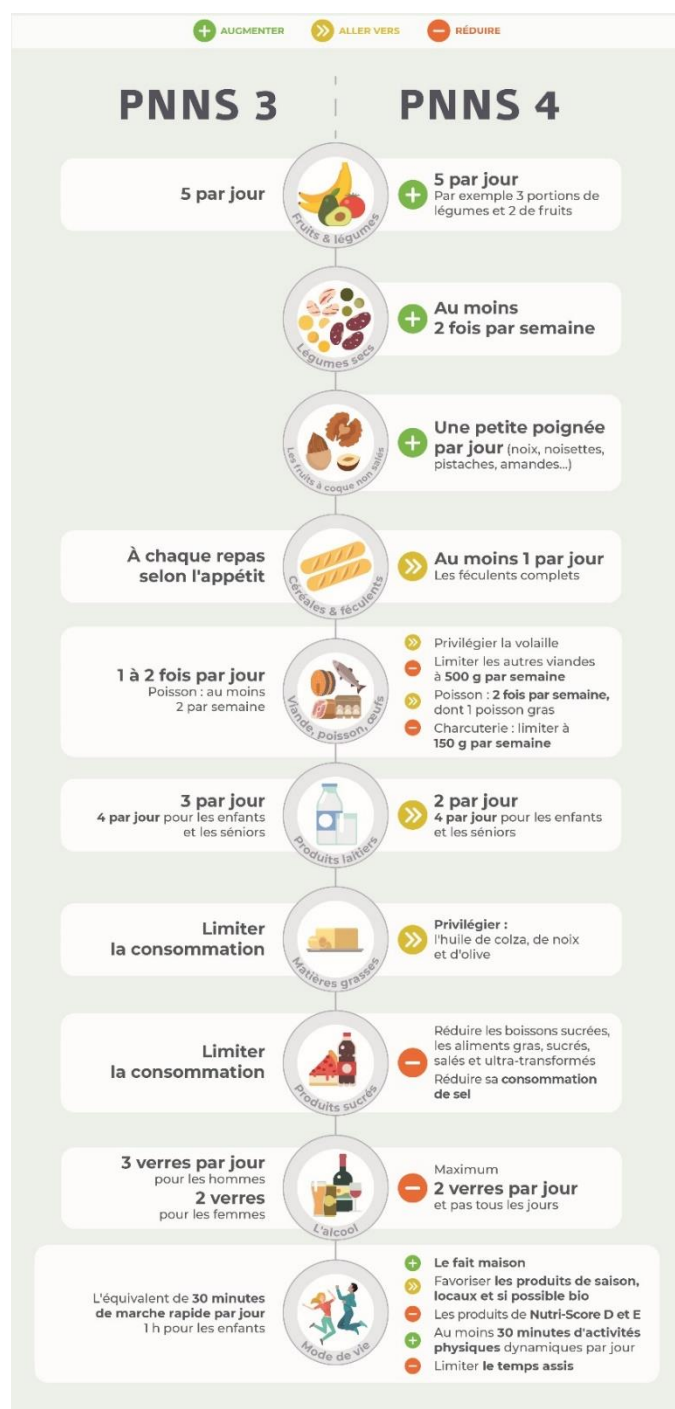 AUGMENTER ALLER VERS RÉDUIRE
PNNS 3 PNNS 4
5 par jour
Fruits & légumes
5 par jour
Par exemple 3 portions de
légumes et 2 de fruits
Légumes secs
Au moins
2 fois par semaine
Les fruits à coque non salés
Une petite poignée
par jour (noix, noisettes,
pistaches, amandes...)
À chaque repas
selon l'appétit
Céréales & féculents
Au moins 1 par jour
Les féculents complets
1 à 2 fois par jour
Poisson : au moins
2 par semaine
Viande, poisson, œufs
Privilégier la volaille
Limiter les autres viandes
à 500 g par semaine
Poisson : 2 fois par semaine,
dont 1 poisson gras
Charcuterie : limiter à
150 g par semaine
3 par jour
4 par jour pour les enfants
et les séniors
Produits laitiers
2 par jour
4 par jour pour les enfants
et les séniors
Limiter
la consommation
Matières grasses
Privilégier :
l'huile de colza, de noix
et d'olive
Limiter
la consommation
Produits sucrés
Réduire les boissons sucrées,
les aliments gras, sucrés,
salés et ultra-transformés
Réduire sa consommation
de sel
3 verres par jour
pour les hommes
2 verres
pour les femmes
L'alcool
Maximum
2 verres par jour
et pas tous les jours
L'équivalent de 30 minutes
de marche rapide par jour
1 h pour les enfants
Mode de vie
Le fait maison
Favoriser les produits de saison,
locaux et si possible bio
Les produits de Nutri-Score D et E
Au moins 30 minutes d'activités
physiques dynamiques par jour
Limiter le temps assis